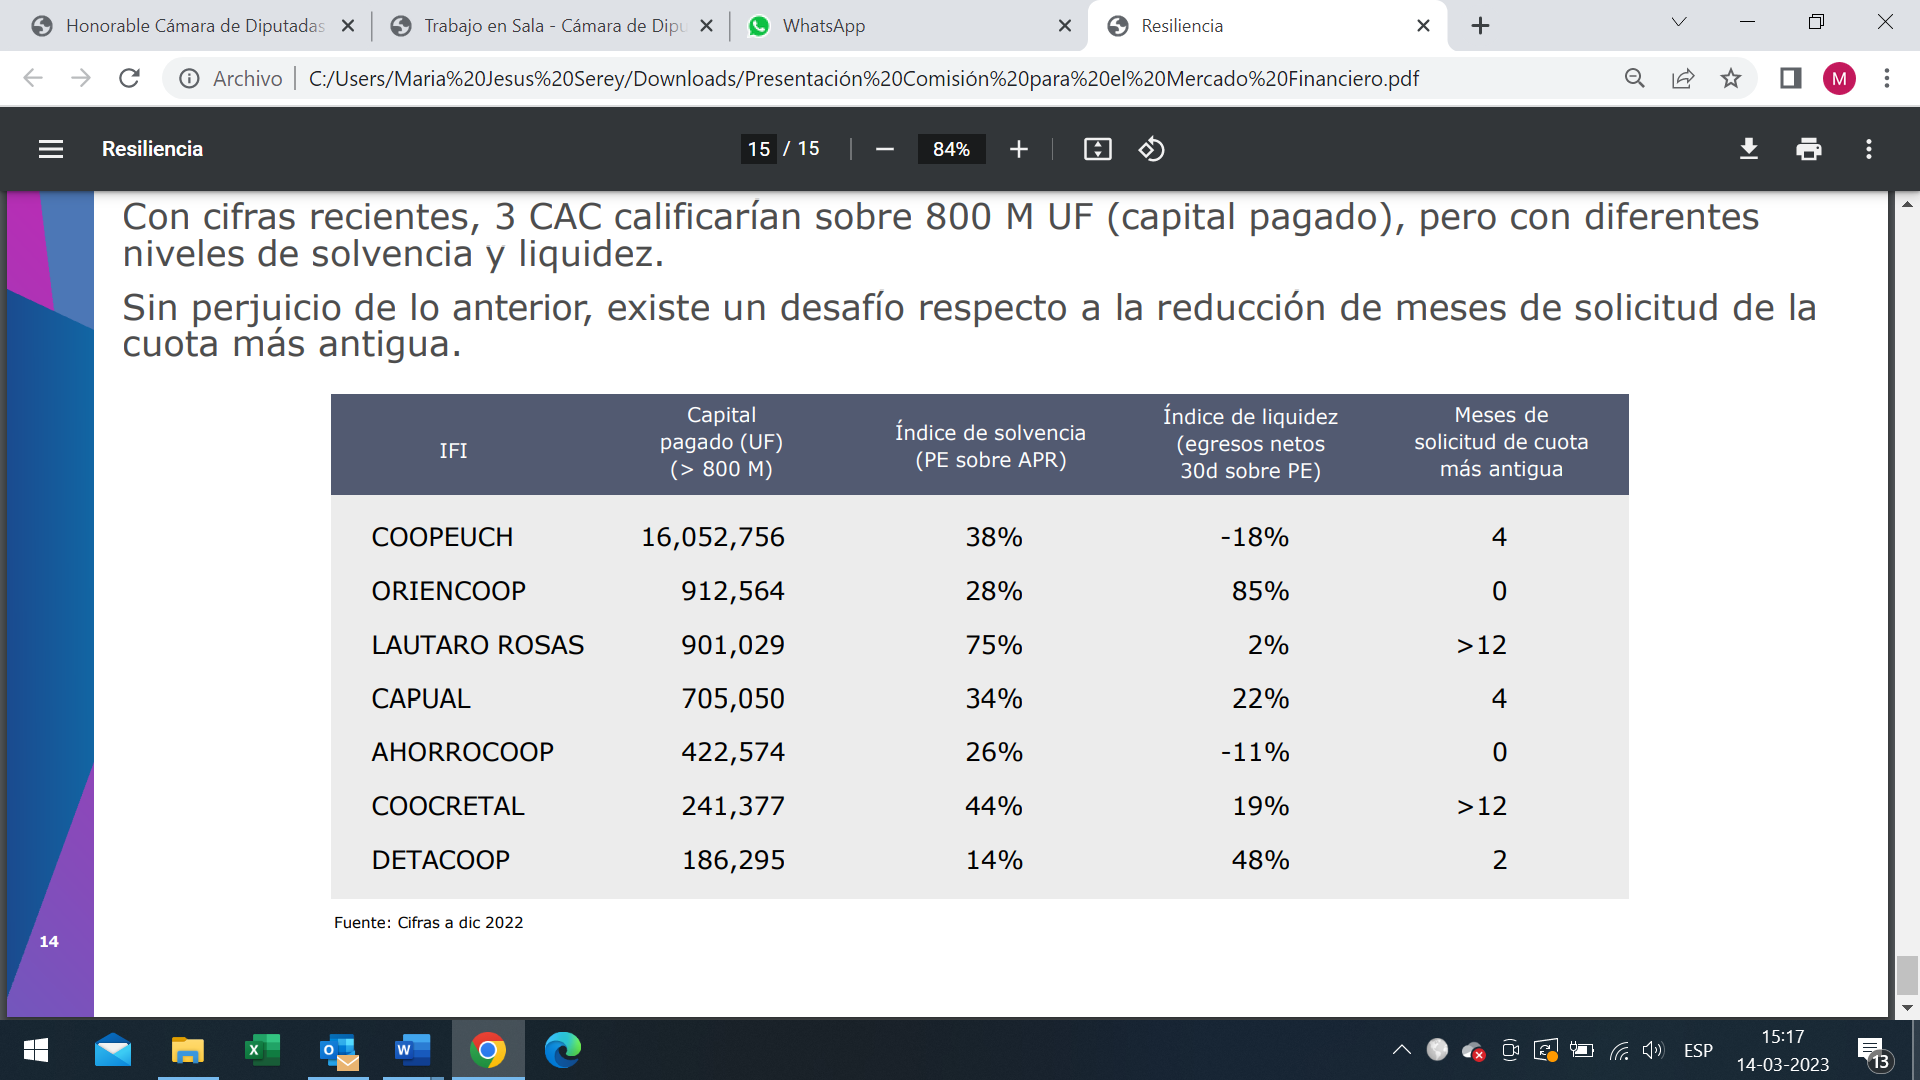 Honorable Cámara de Diputadas
Trabajo en Sala - Cámara de Dipu
WhatsApp
Resiliencia
Archivo
C:/Users/Maria%20Jesus%20Serey/Downloads/Presentación%20Comisión%20para%20el%20Mercado%20Financiero.pdf
M
Resiliencia
15 / 15
84%
Con cifras recientes, 3 CAC calificarían sobre 800 M UF (capital pagado), pero con diferentes
niveles de solvencia y liquidez.
Sin perjuicio de lo anterior, existe un desafío respecto a la reducción de meses de solicitud de la
cuota más antigua.
IFI
Capital
pagado (UF)
(> 800 M)
Índice de solvencia
(PE sobre APR)
Índice de liquidez
(egresos netos
30d sobre PE)
Meses de
solicitud de cuota
más antigua
COOPEUCH 16,052,756 38% -18% 4
ORIENCOOP 912,564 28% 85% 0
LAUTARO ROSAS 901,029 75% 2% >12
CAPUAL 705,050 34% 22% 4
AHORROCOOP 422,574 26% -11% 0
COOCRETAL 241,377 44% 19% >12
DETACOOP 186,295 14% 48% 2
Fuente: Cifras a dic 2022
14
ESP
15:17
14-03-2023
13